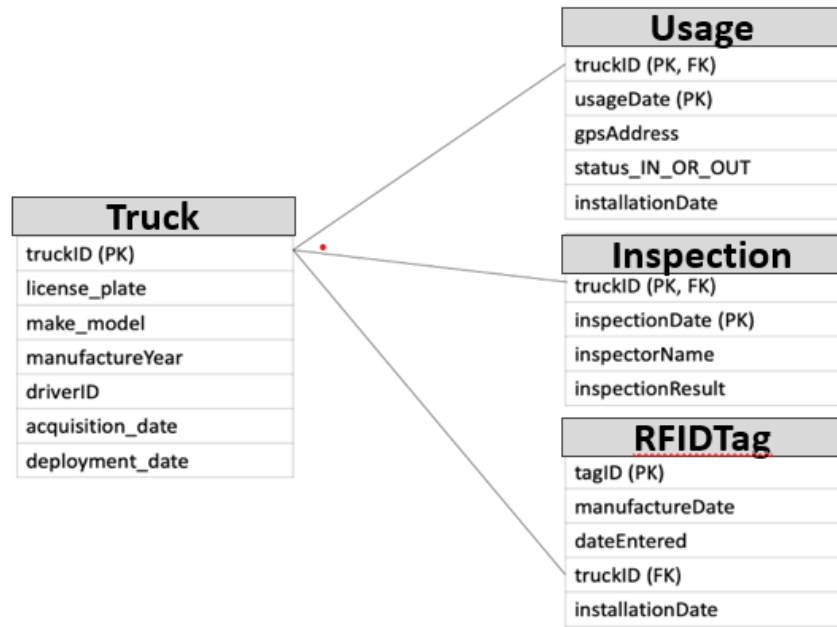 Truck
truckID (PK)
license_plate
make_model
manufactureYear
driverID
acquisition_date
deployment_date
Usage
truckID (PK, FK)
usageDate (PK)
gpsAddress
status_IN_OR_OUT
installationDate
Inspection
truckID (PK, FK)
inspectionDate (PK)
inspectorName
inspectionResult
RFIDTag
tagID (PK)
manufactureDate
dateEntered
truckID (FK)
installationDate